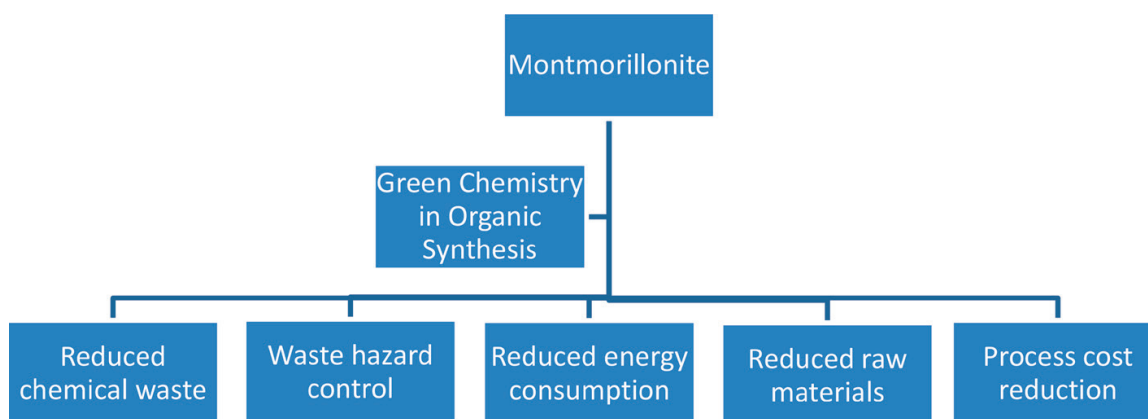 Montmorillonite
Green Chemistry
in Organic
Synthesis
Reduced
chemical waste
Waste hazard
control
Reduced energy
consumption
Reduced raw
materials
Process cost
reduction